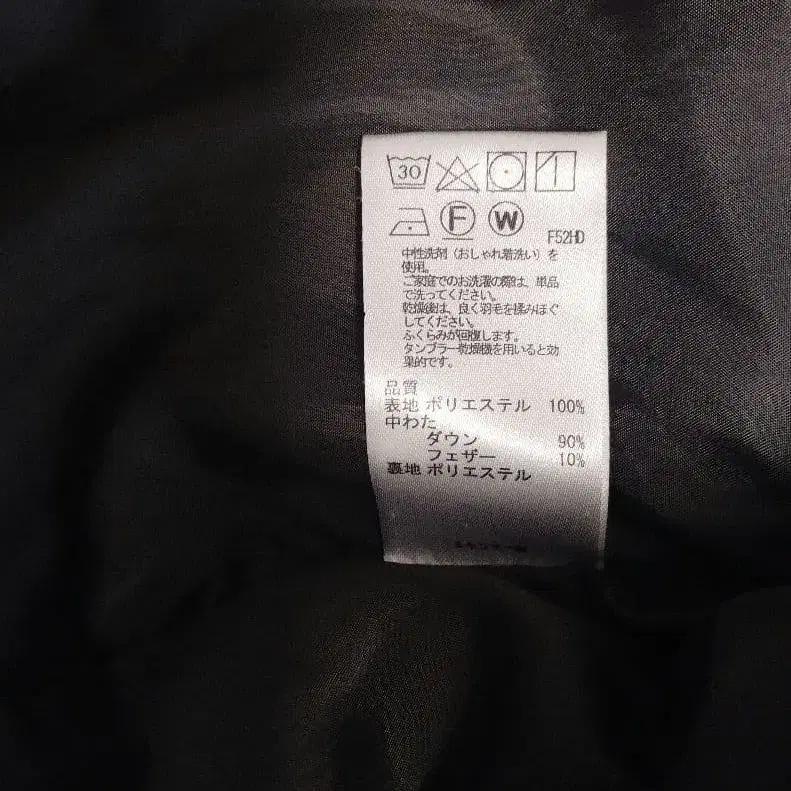 30
F W
F52HD
中性洗剤（おしゃれ着洗い）を
使用。
ご家庭でのお洗濯の際は、単品
で洗ってください。
乾燥後は、良く羽毛を揉みほぐ
してください。
ふくらみが回復します。
タンブラー乾燥機を用いると効
果的です。
品質
表地 ポリエステル 100%
中わた
ダウン 90%
フェザー 10%
裏地 ポリエステル